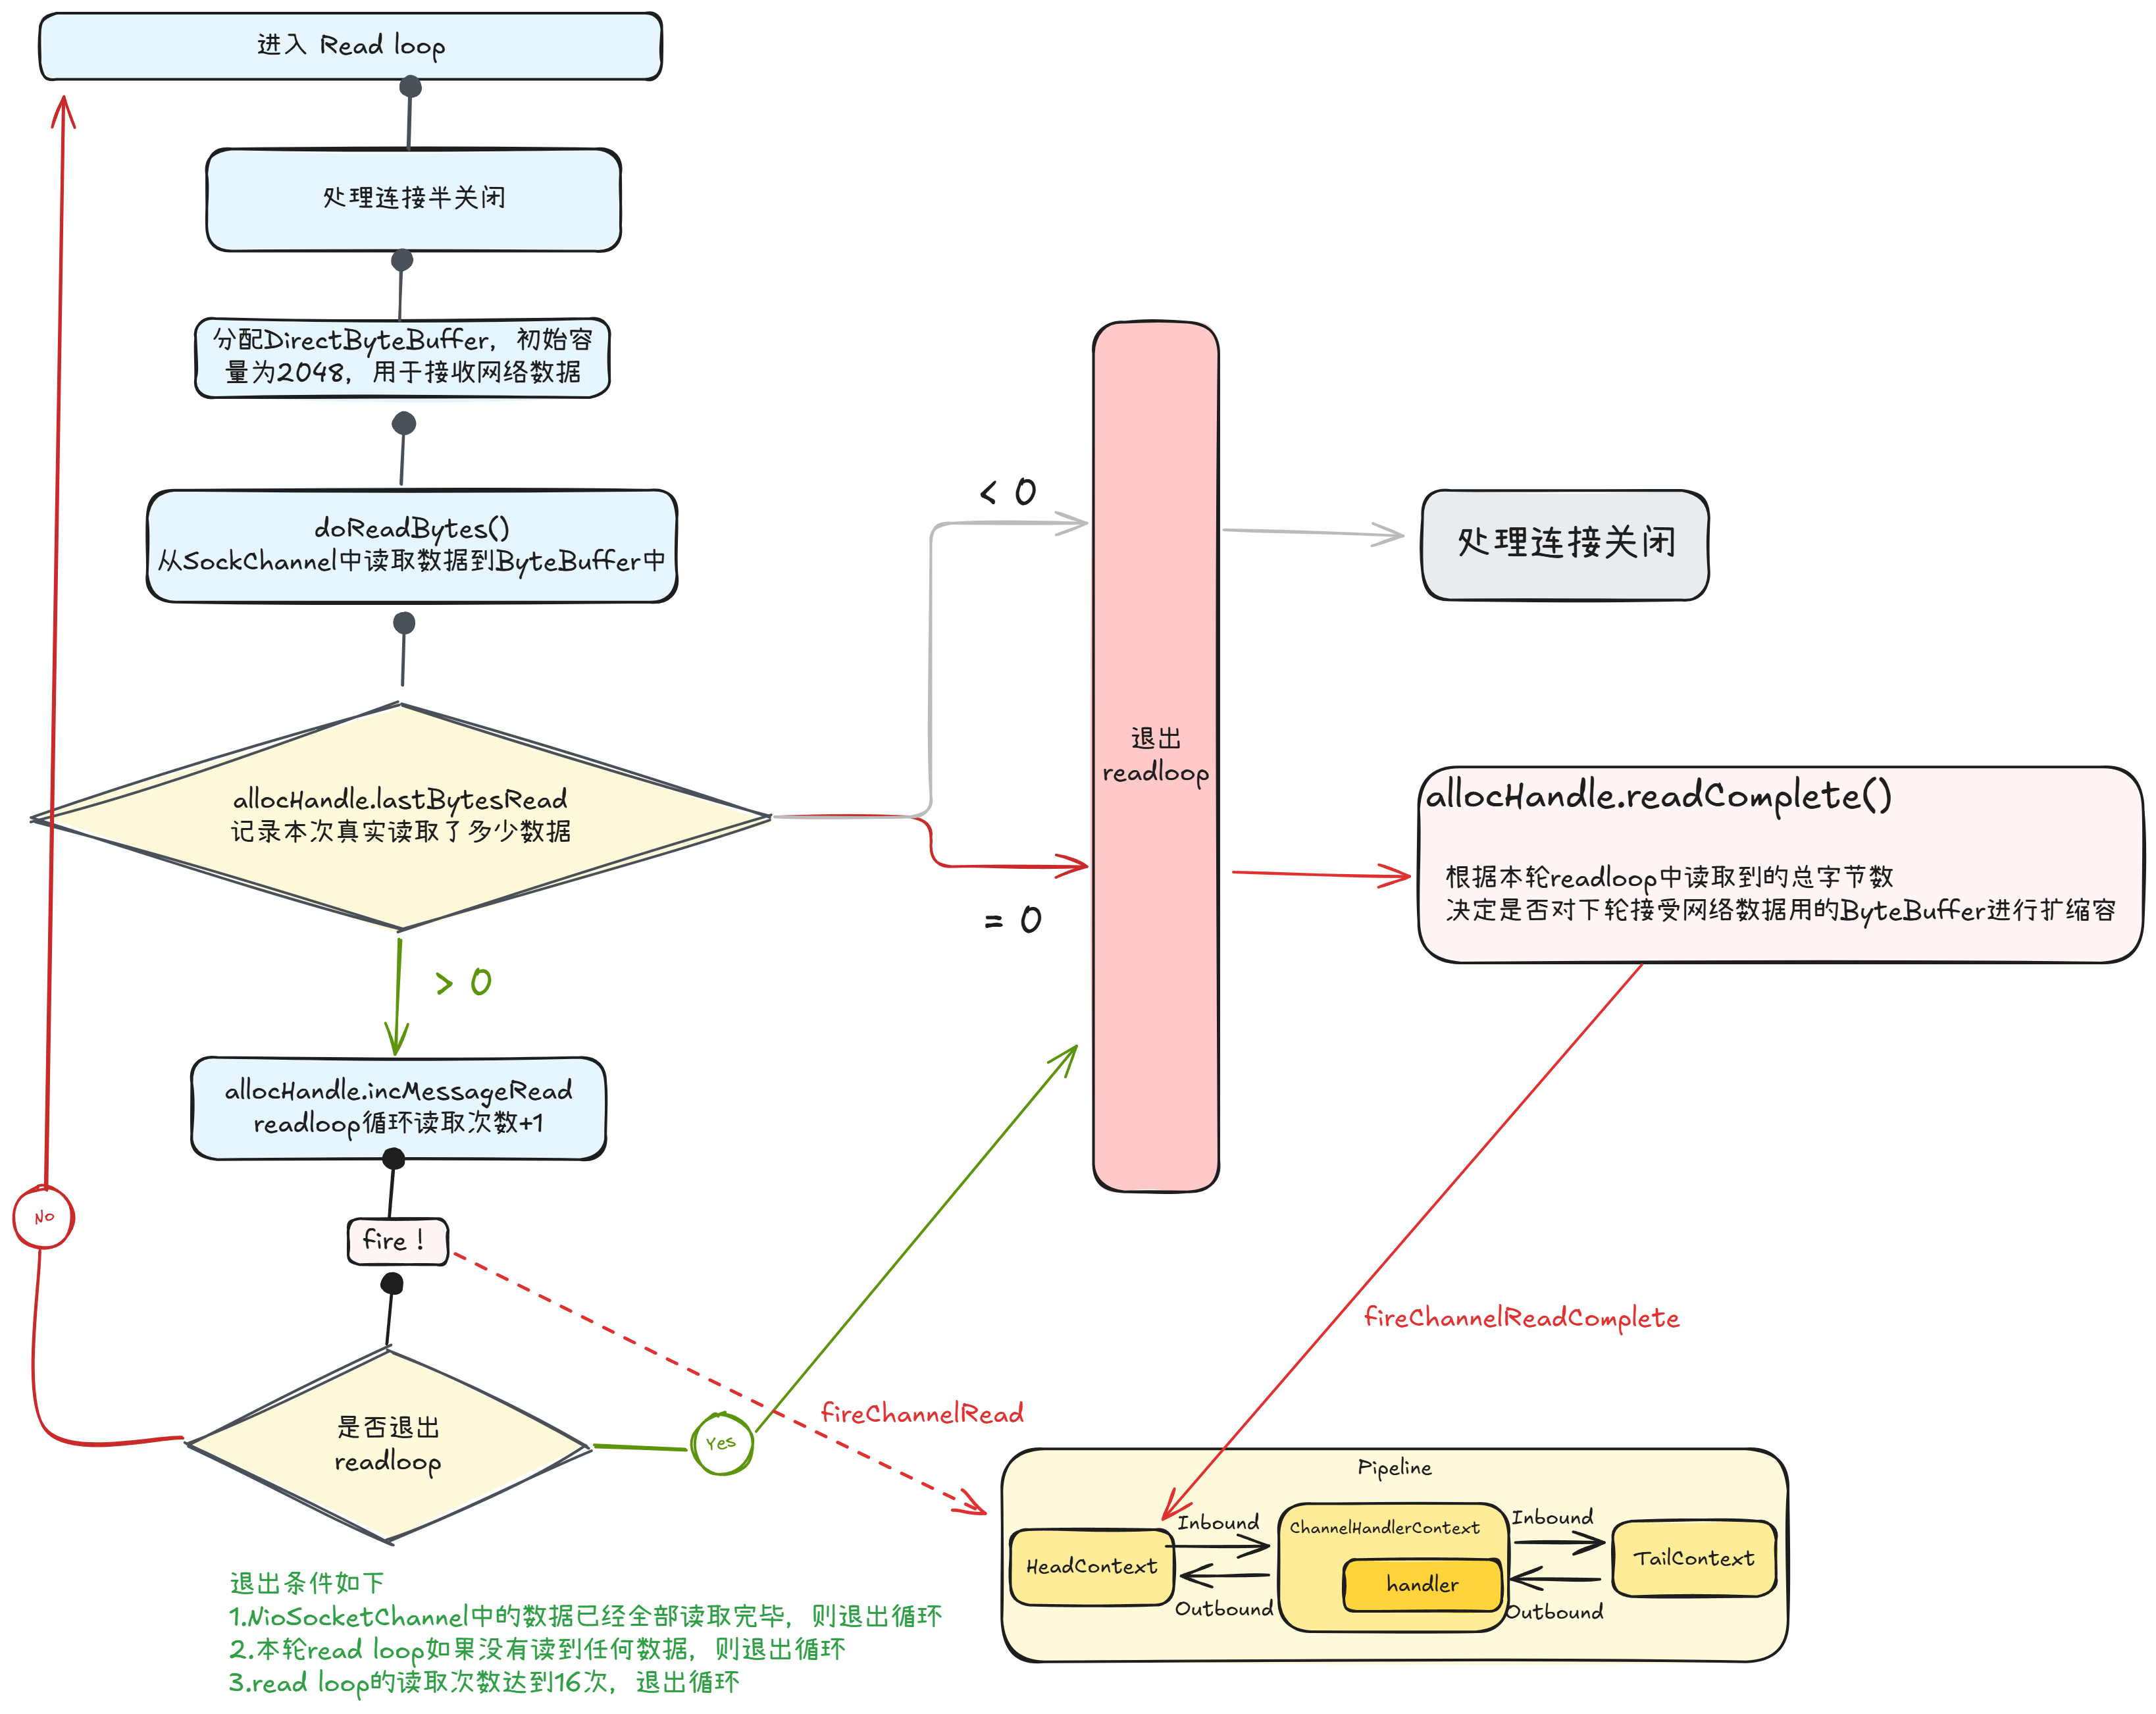 进入 Read loop
处理连接半关闭
分配DirectByteBuffer，初始容
量为2048，用于接收网络数据
doReadBytes()
从SockChannel中读取数据到ByteBuffer中
allocHandle.lastBytesRead
记录本次真实读取了多少数据
< 0
= 0
> 0
退出
readloop
处理连接关闭
allocHandle.readComplete()
根据本轮readloop中读取到的总字节数
决定是否对下轮接受网络数据用的ByteBuffer进行扩缩容
allocHandle.incMessageRead
readloop循环读取次数+1
No
fire！
fireChannelRead
fireChannelReadComplete
是否退出
readloop
Yes
退出条件如下
1.NioSocketChannel中的数据已经全部读取完毕，则退出循环
2.本轮read loop如果没有读到任何数据，则退出循环
3.read loop的读取次数达到16次，退出循环
Pipeline
HeadContext
Inbound
Outbound
ChannelHandlerContext
handler
Inbound
Outbound
TailContext